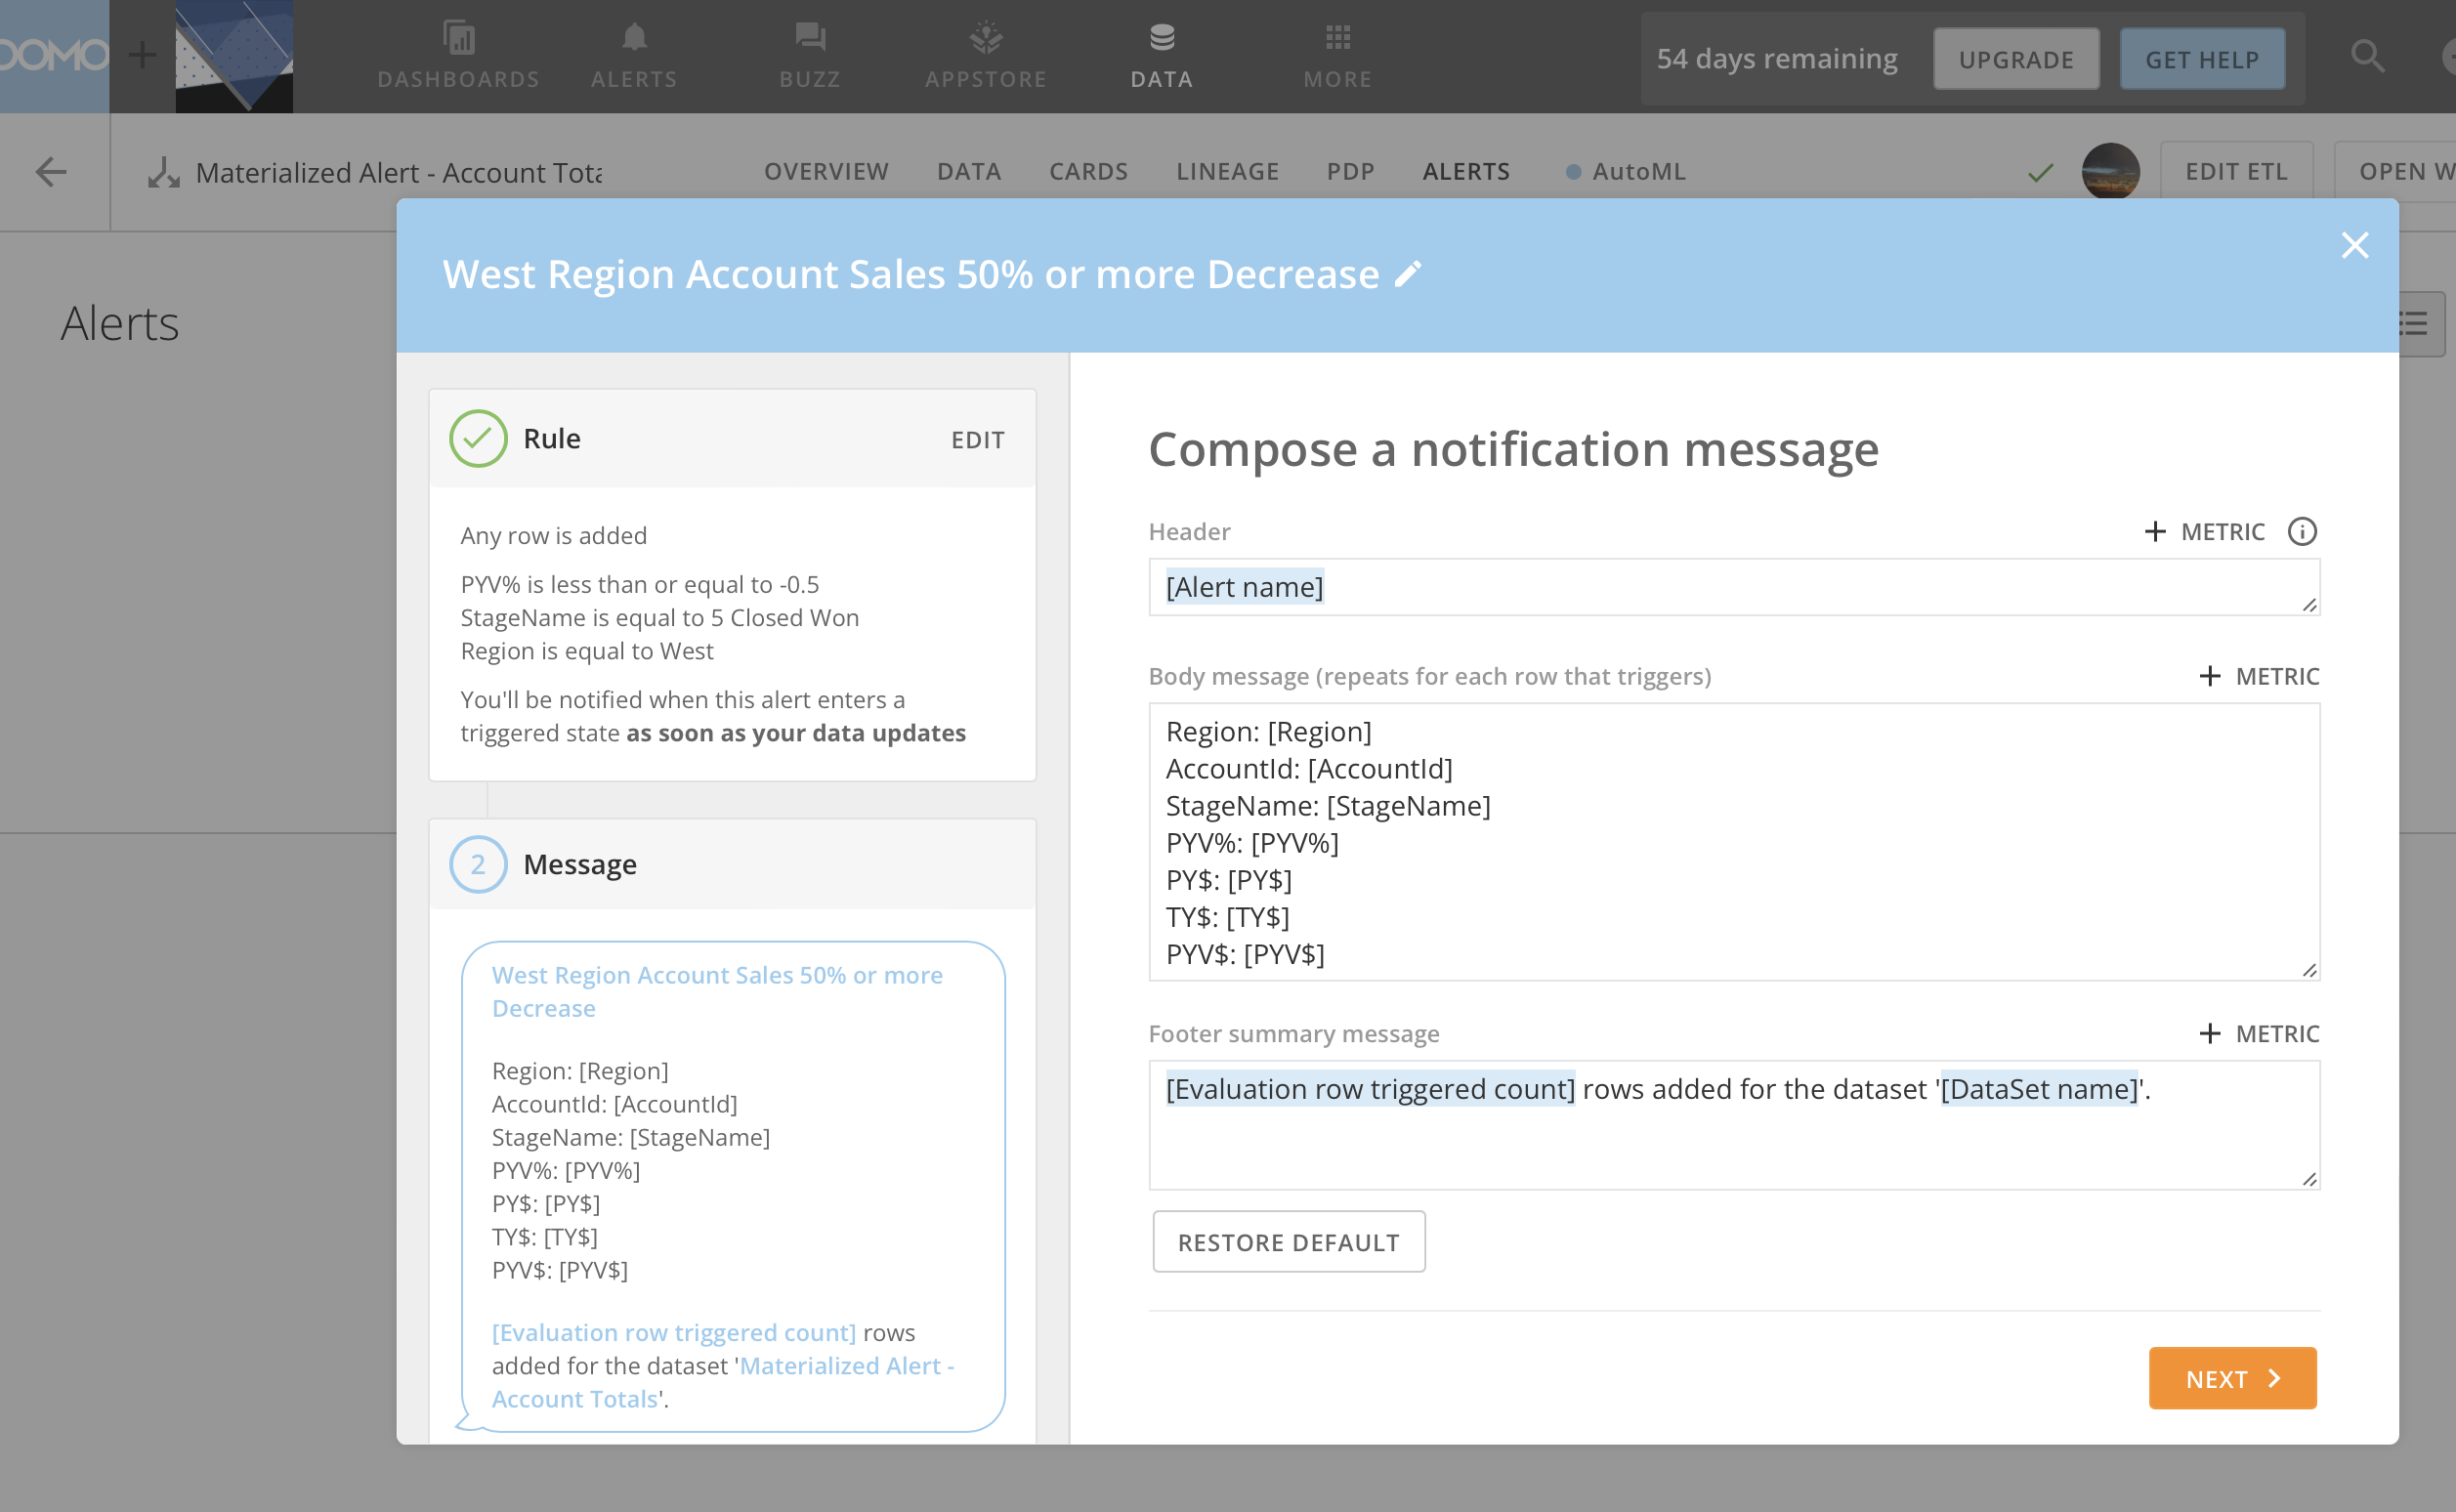 DOMO
DASHBOARDS
ALERTS
BUZZ
APPSTORE
DATA
MORE
54 days remaining
UPGRADE
GET HELP
Materialized Alert - Account Tota
OVERVIEW
DATA
CARDS
LINEAGE
PDP
ALERTS
AutoML
EDIT ETL
OPEN W
Alerts
West Region Account Sales 50% or more Decrease
Rule
EDIT
Any row is added
PYV% is less than or equal to -0.5
StageName is equal to 5 Closed Won
Region is equal to West
You'll be notified when this alert enters a
triggered state as soon as your data updates
2
Message
West Region Account Sales 50% or more
Decrease
Region: [Region]
AccountId: [AccountId]
StageName: [StageName]
PYV%: [PYV%]
PY$: [PY$]
TY$: [TY$]
PYV$: [PYV$]
[Evaluation row triggered count] rows
added for the dataset 'Materialized Alert -
Account Totals'.
Compose a notification message
Header
METRIC
[Alert name]
Body message (repeats for each row that triggers)
METRIC
Region: [Region]
AccountId: [AccountId]
StageName: [StageName]
PYV%: [PYV%]
PY$: [PY$]
TY$: [TY$]
PYV$: [PYV$]
Footer summary message
METRIC
[Evaluation row triggered count] rows added for the dataset '[DataSet name]'.
RESTORE DEFAULT
NEXT